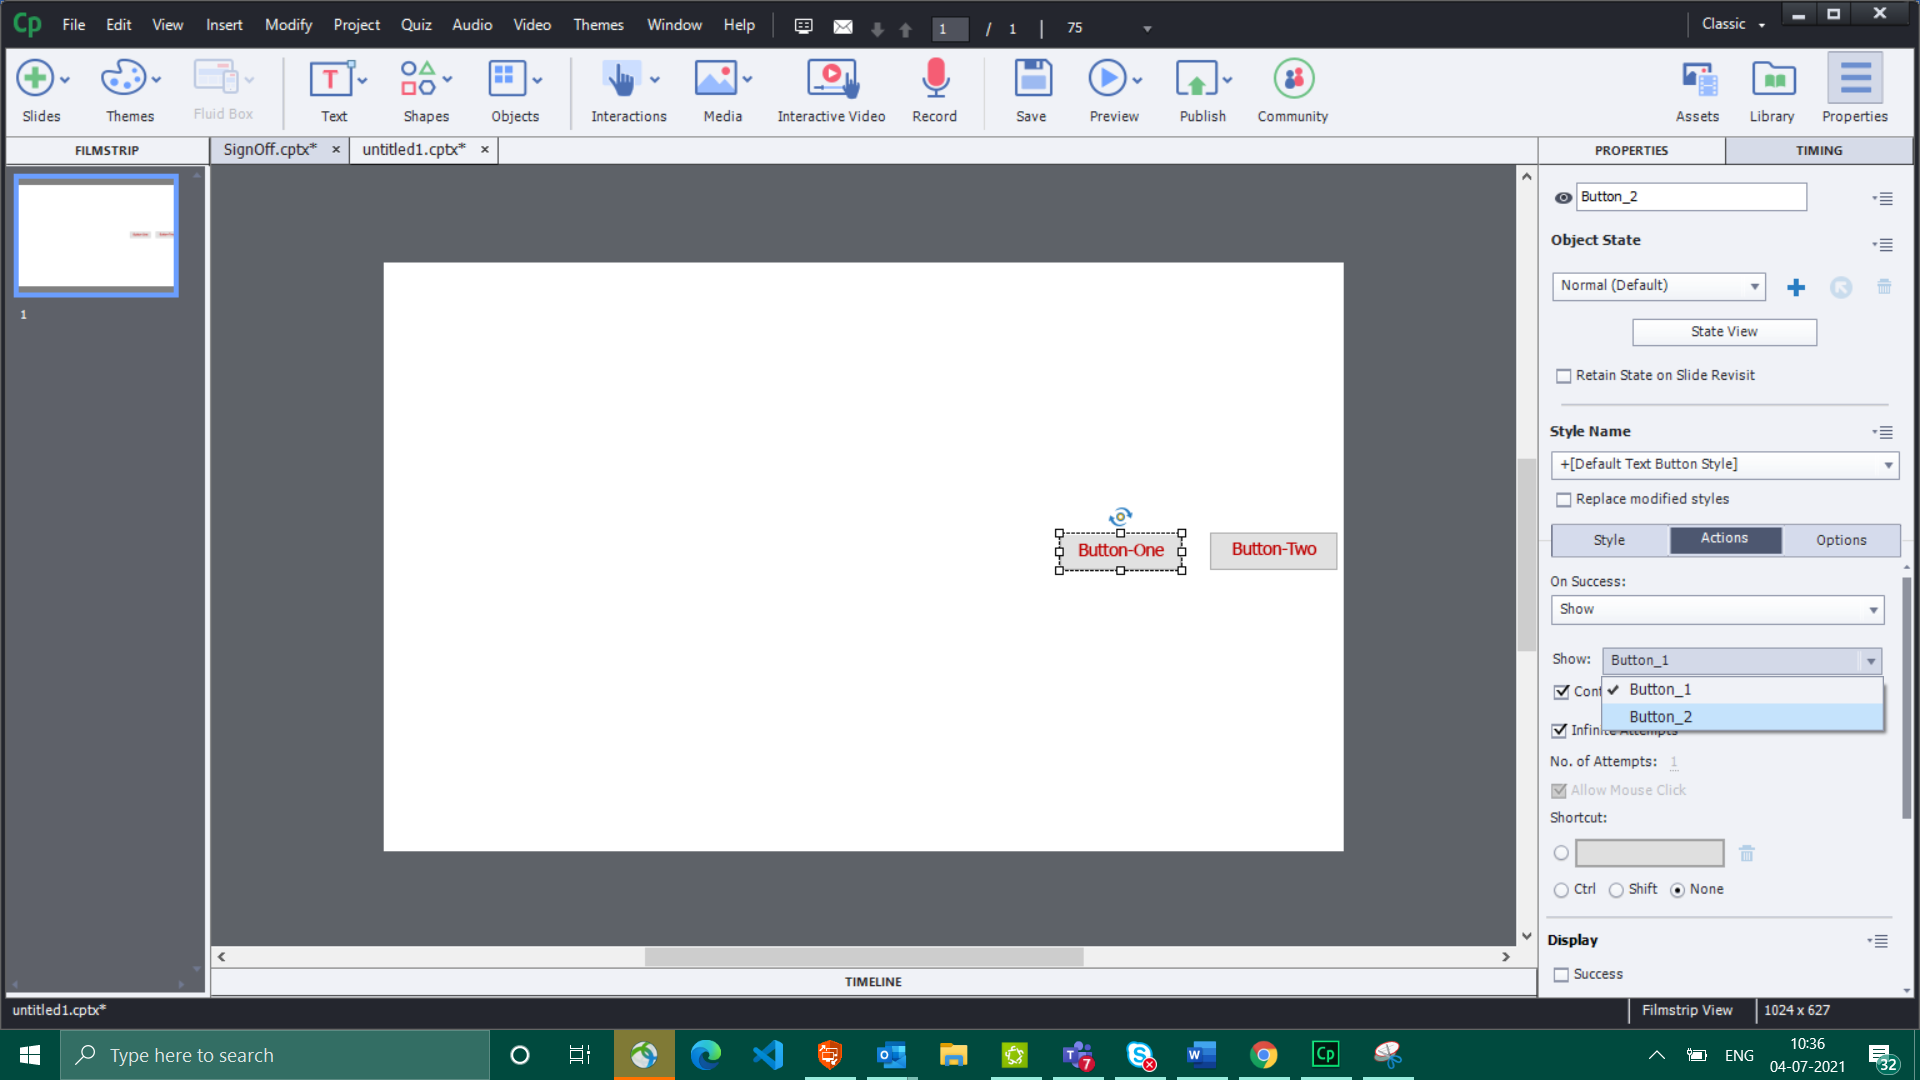 Cp File Edit View Insert Modify Project Quiz Audio Video Themes Window Help 1 / 1 | 75 Classic
Slides Themes Fluid Box Text Shapes Objects Interactions Media Interactive Video Record Save Preview Publish Community Assets Library Properties
FILMSTRIP SignOff.cptx* × untitled1.cptx* × PROPERTIES TIMING
1
Button_2
Object State
Normal (Default)
State View
Retain State on Slide Revisit
Style Name
+[Default Text Button Style]
Replace modified styles
Style Actions Options
Button-One Button-Two
On Success:
Show
Show: Button_1
Button_1
Button_2
Infinite Attempts
No. of Attempts: 1
Allow Mouse Click
Shortcut:
Ctrl Shift None
Display
Success
TIMELINE
untitled1.cptx* Filmstrip View 1024 x 627
Type here to search
7
W
Cp
ENG
10:36
04-07-2021
32